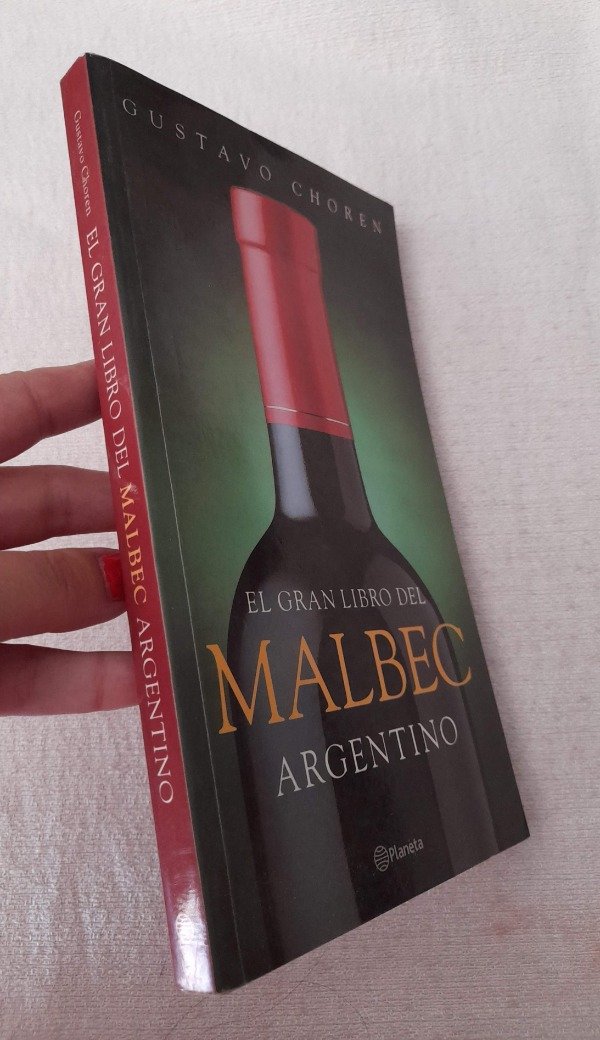 GUSTAVO CHOREN
EL GRAN LIBRO DEL
MALBEC
ARGENTINO
Planeta
Gustavo Choren EL GRAN LIBRO DEL MALBEC ARGENTINO